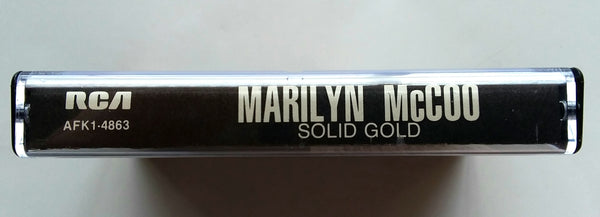 RCA
AFK1-4863
MARILYN McCOO
SOLID GOLD